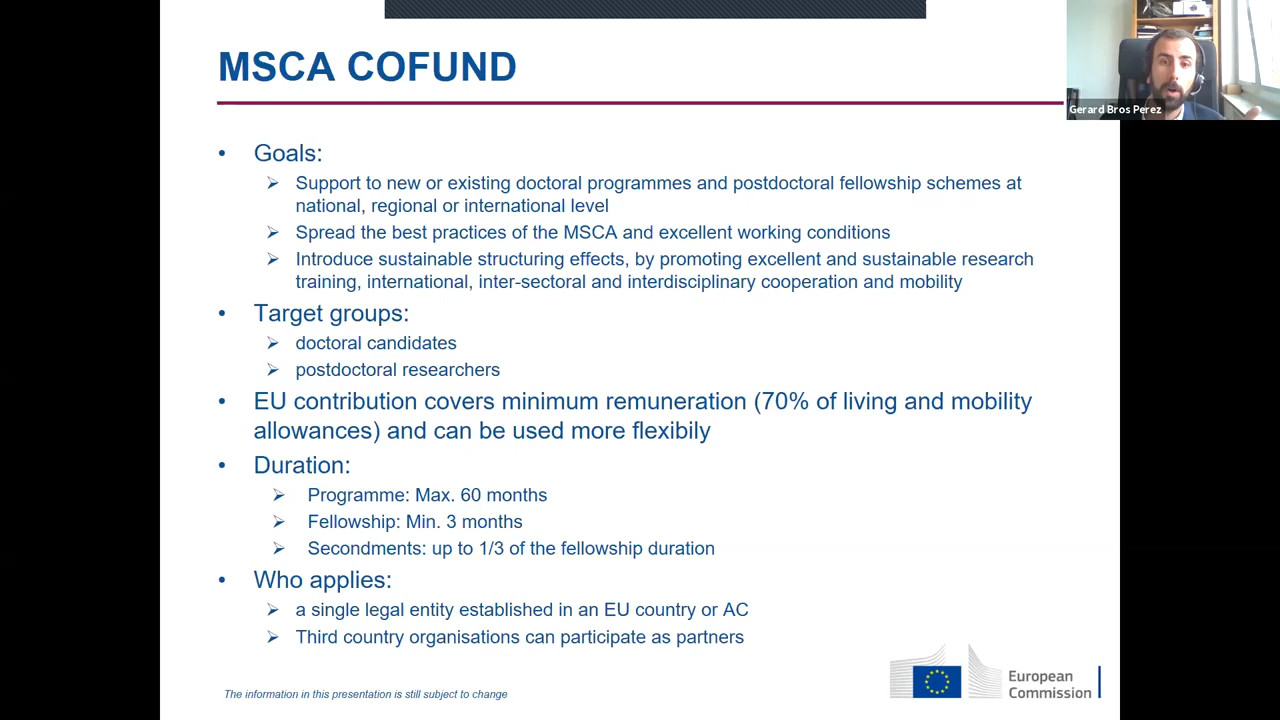 MSCA COFUND
Gerard Bros Perez
• Goals:
➢ Support to new or existing doctoral programmes and postdoctoral fellowship schemes at
national, regional or international level
➢ Spread the best practices of the MSCA and excellent working conditions
➢ Introduce sustainable structuring effects, by promoting excellent and sustainable research
training, international, inter-sectoral and interdisciplinary cooperation and mobility
• Target groups:
➢ doctoral candidates
➢ postdoctoral researchers
• EU contribution covers minimum remuneration (70% of living and mobility
allowances) and can be used more flexibily
• Duration:
➢ Programme: Max. 60 months
➢ Fellowship: Min. 3 months
➢ Secondments: up to 1/3 of the fellowship duration
• Who applies:
➢ a single legal entity established in an EU country or AC
➢ Third country organisations can participate as partners
The information in this presentation is still subject to change
European
Commission